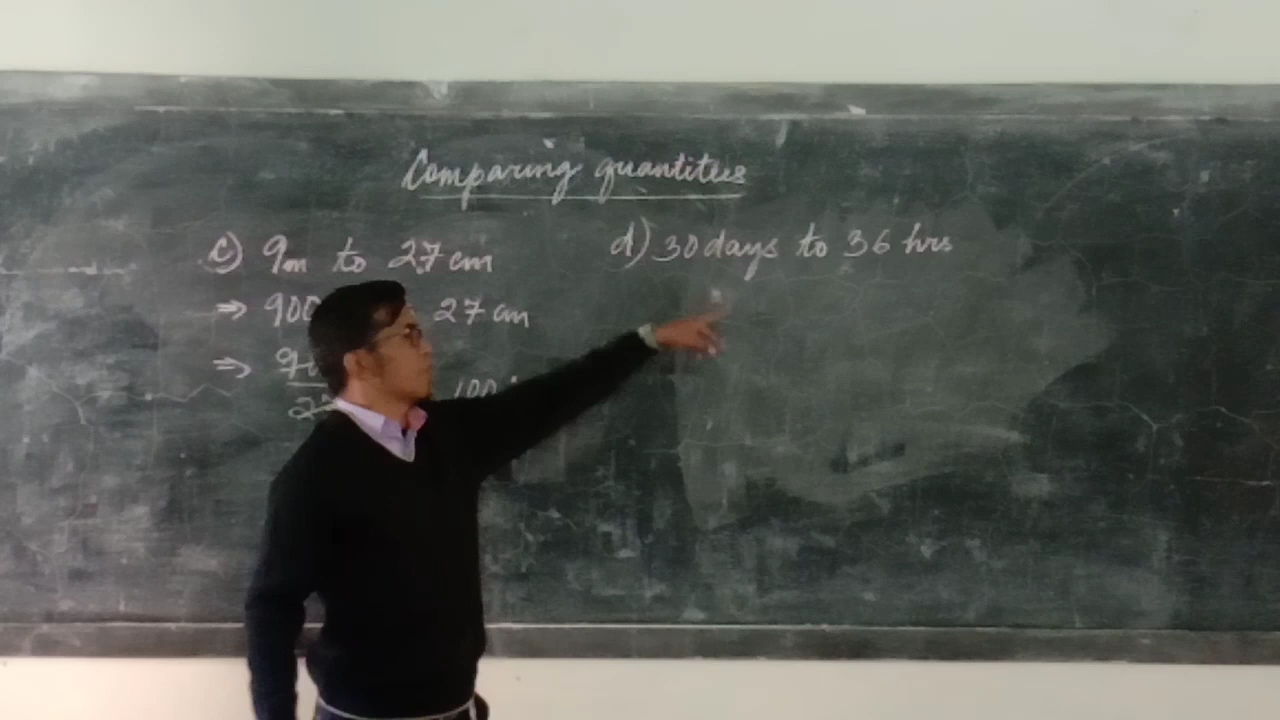 Comparing quantities
c) 9m to 27 cm
⇒ 900 27 cm
⇒
d) 30 days to 36 hrs